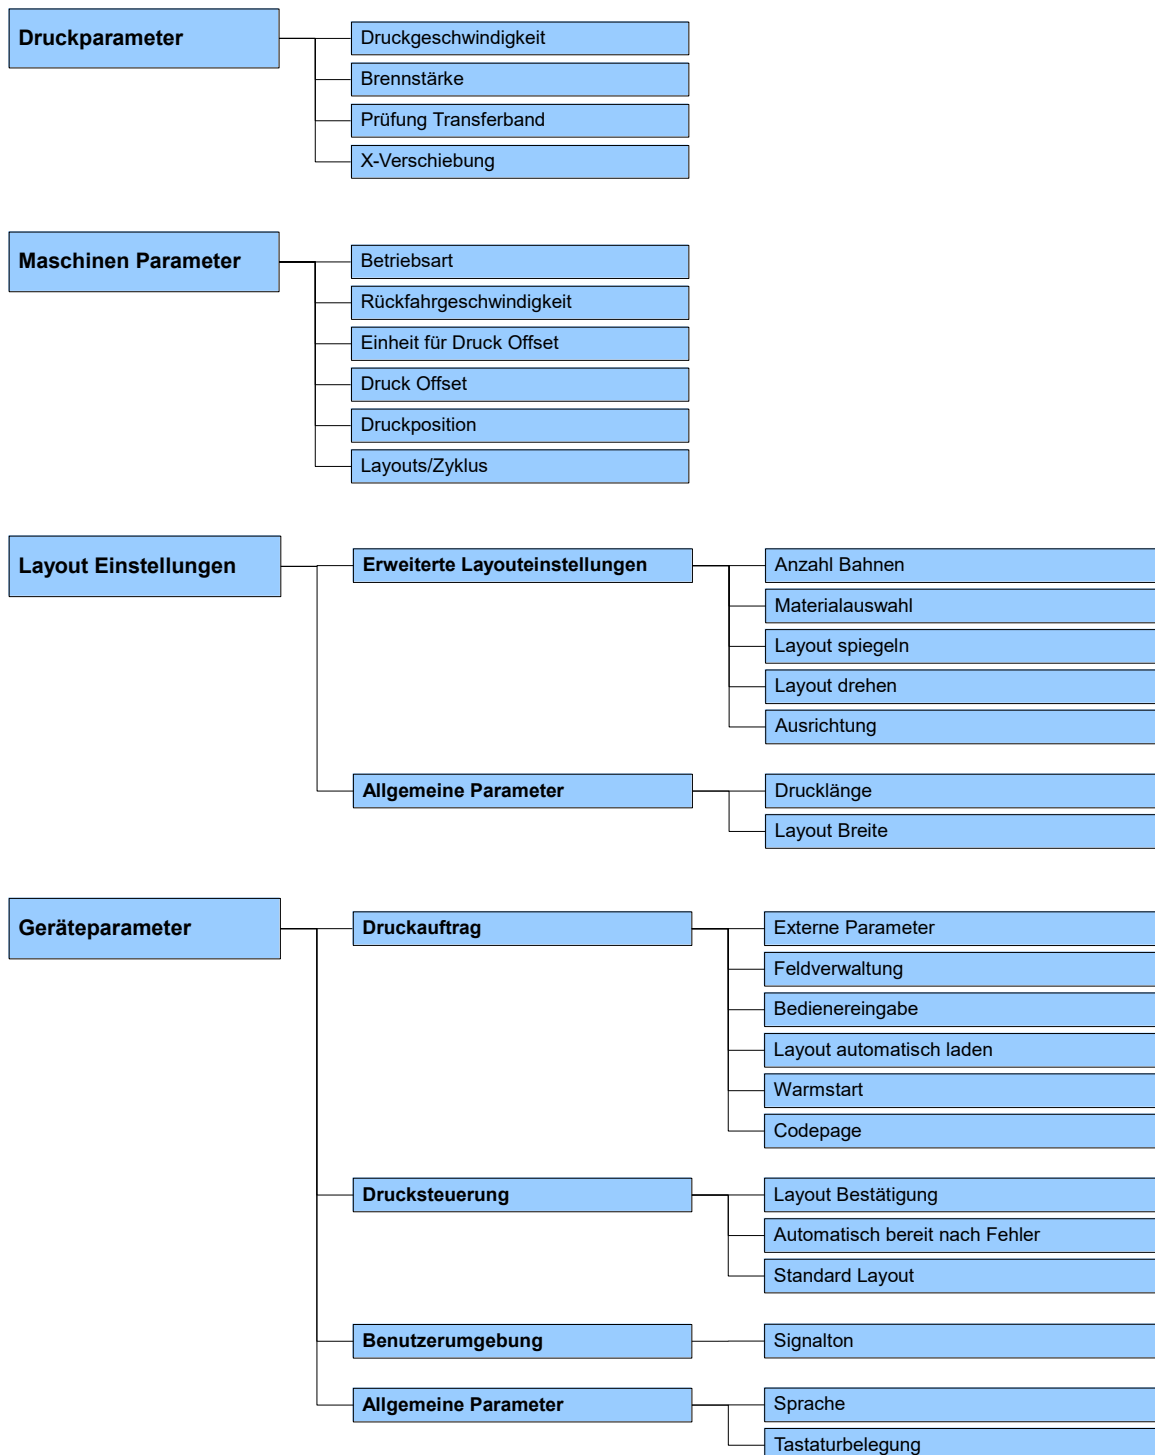 Druckparameter
Druckgeschwindigkeit
Brennstärke
Prüfung Transferband
X-Verschiebung
Maschinen Parameter
Betriebsart
Rückfahrgeschwindigkeit
Einheit für Druck Offset
Druck Offset
Druckposition
Layouts/Zyklus
Layout Einstellungen
Erweiterte Layouteinstellungen
Anzahl Bahnen
Materialauswahl
Layout spiegeln
Layout drehen
Ausrichtung
Allgemeine Parameter
Drucklänge
Layout Breite
Geräteparameter
Druckauftrag
Externe Parameter
Feldverwaltung
Bedienereingabe
Layout automatisch laden
Warmstart
Codepage
Drucksteuerung
Layout Bestätigung
Automatisch bereit nach Fehler
Standard Layout
Benutzerumgebung
Signalton
Allgemeine Parameter
Sprache
Tastaturbelegung